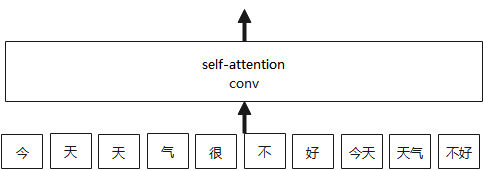 self-attention
conv
今 天 天 气 很 不 好 今天 天气 不好